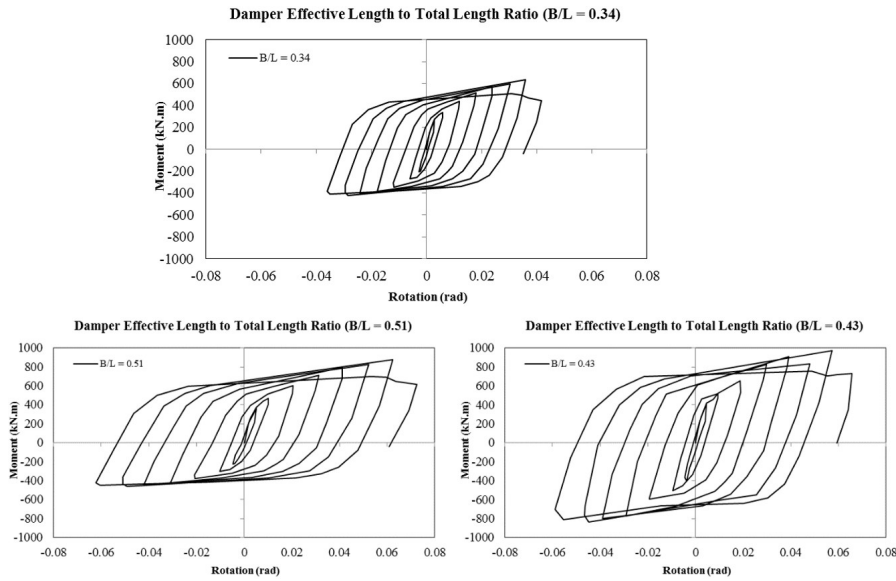 Damper Effective Length to Total Length Ratio (B/L = 0.34)
1000
800
600
400
200
0
-200
-400
-600
-800
-1000
Moment (kN.m)
B/L = 0.34
-0.08 -0.06 -0.04 -0.02 0 0.02 0.04 0.06 0.08
Rotation (rad)
Damper Effective Length to Total Length Ratio (B/L = 0.51)
1000
800
600
400
200
0
-200
-400
-600
-800
-1000
Moment (kN.m)
B/L = 0.51
-0.08 -0.06 -0.04 -0.02 0 0.02 0.04 0.06 0.08
Rotation (rad)
Damper Effective Length to Total Length Ratio (B/L = 0.43)
1000
800
600
400
200
0
-200
-400
-600
-800
-1000
Moment (kN.m)
B/L = 0.43
-0.08 -0.06 -0.04 -0.02 0 0.02 0.04 0.06 0.08
Rotation (rad)